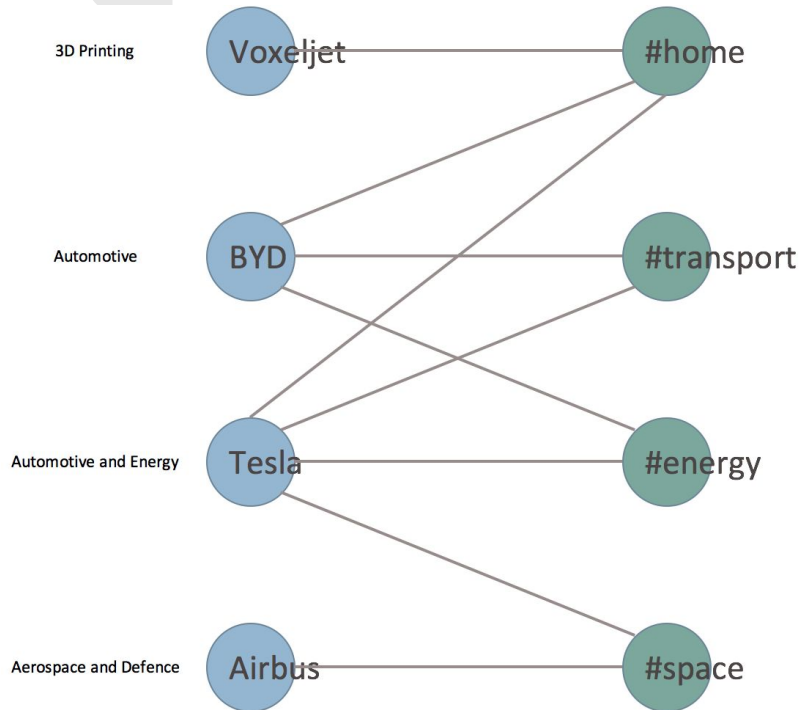 3D Printing
Voxeljet
#home
Automotive
BYD
#transport
Automotive and Energy
Tesla
#energy
Aerospace and Defence
Airbus
#space